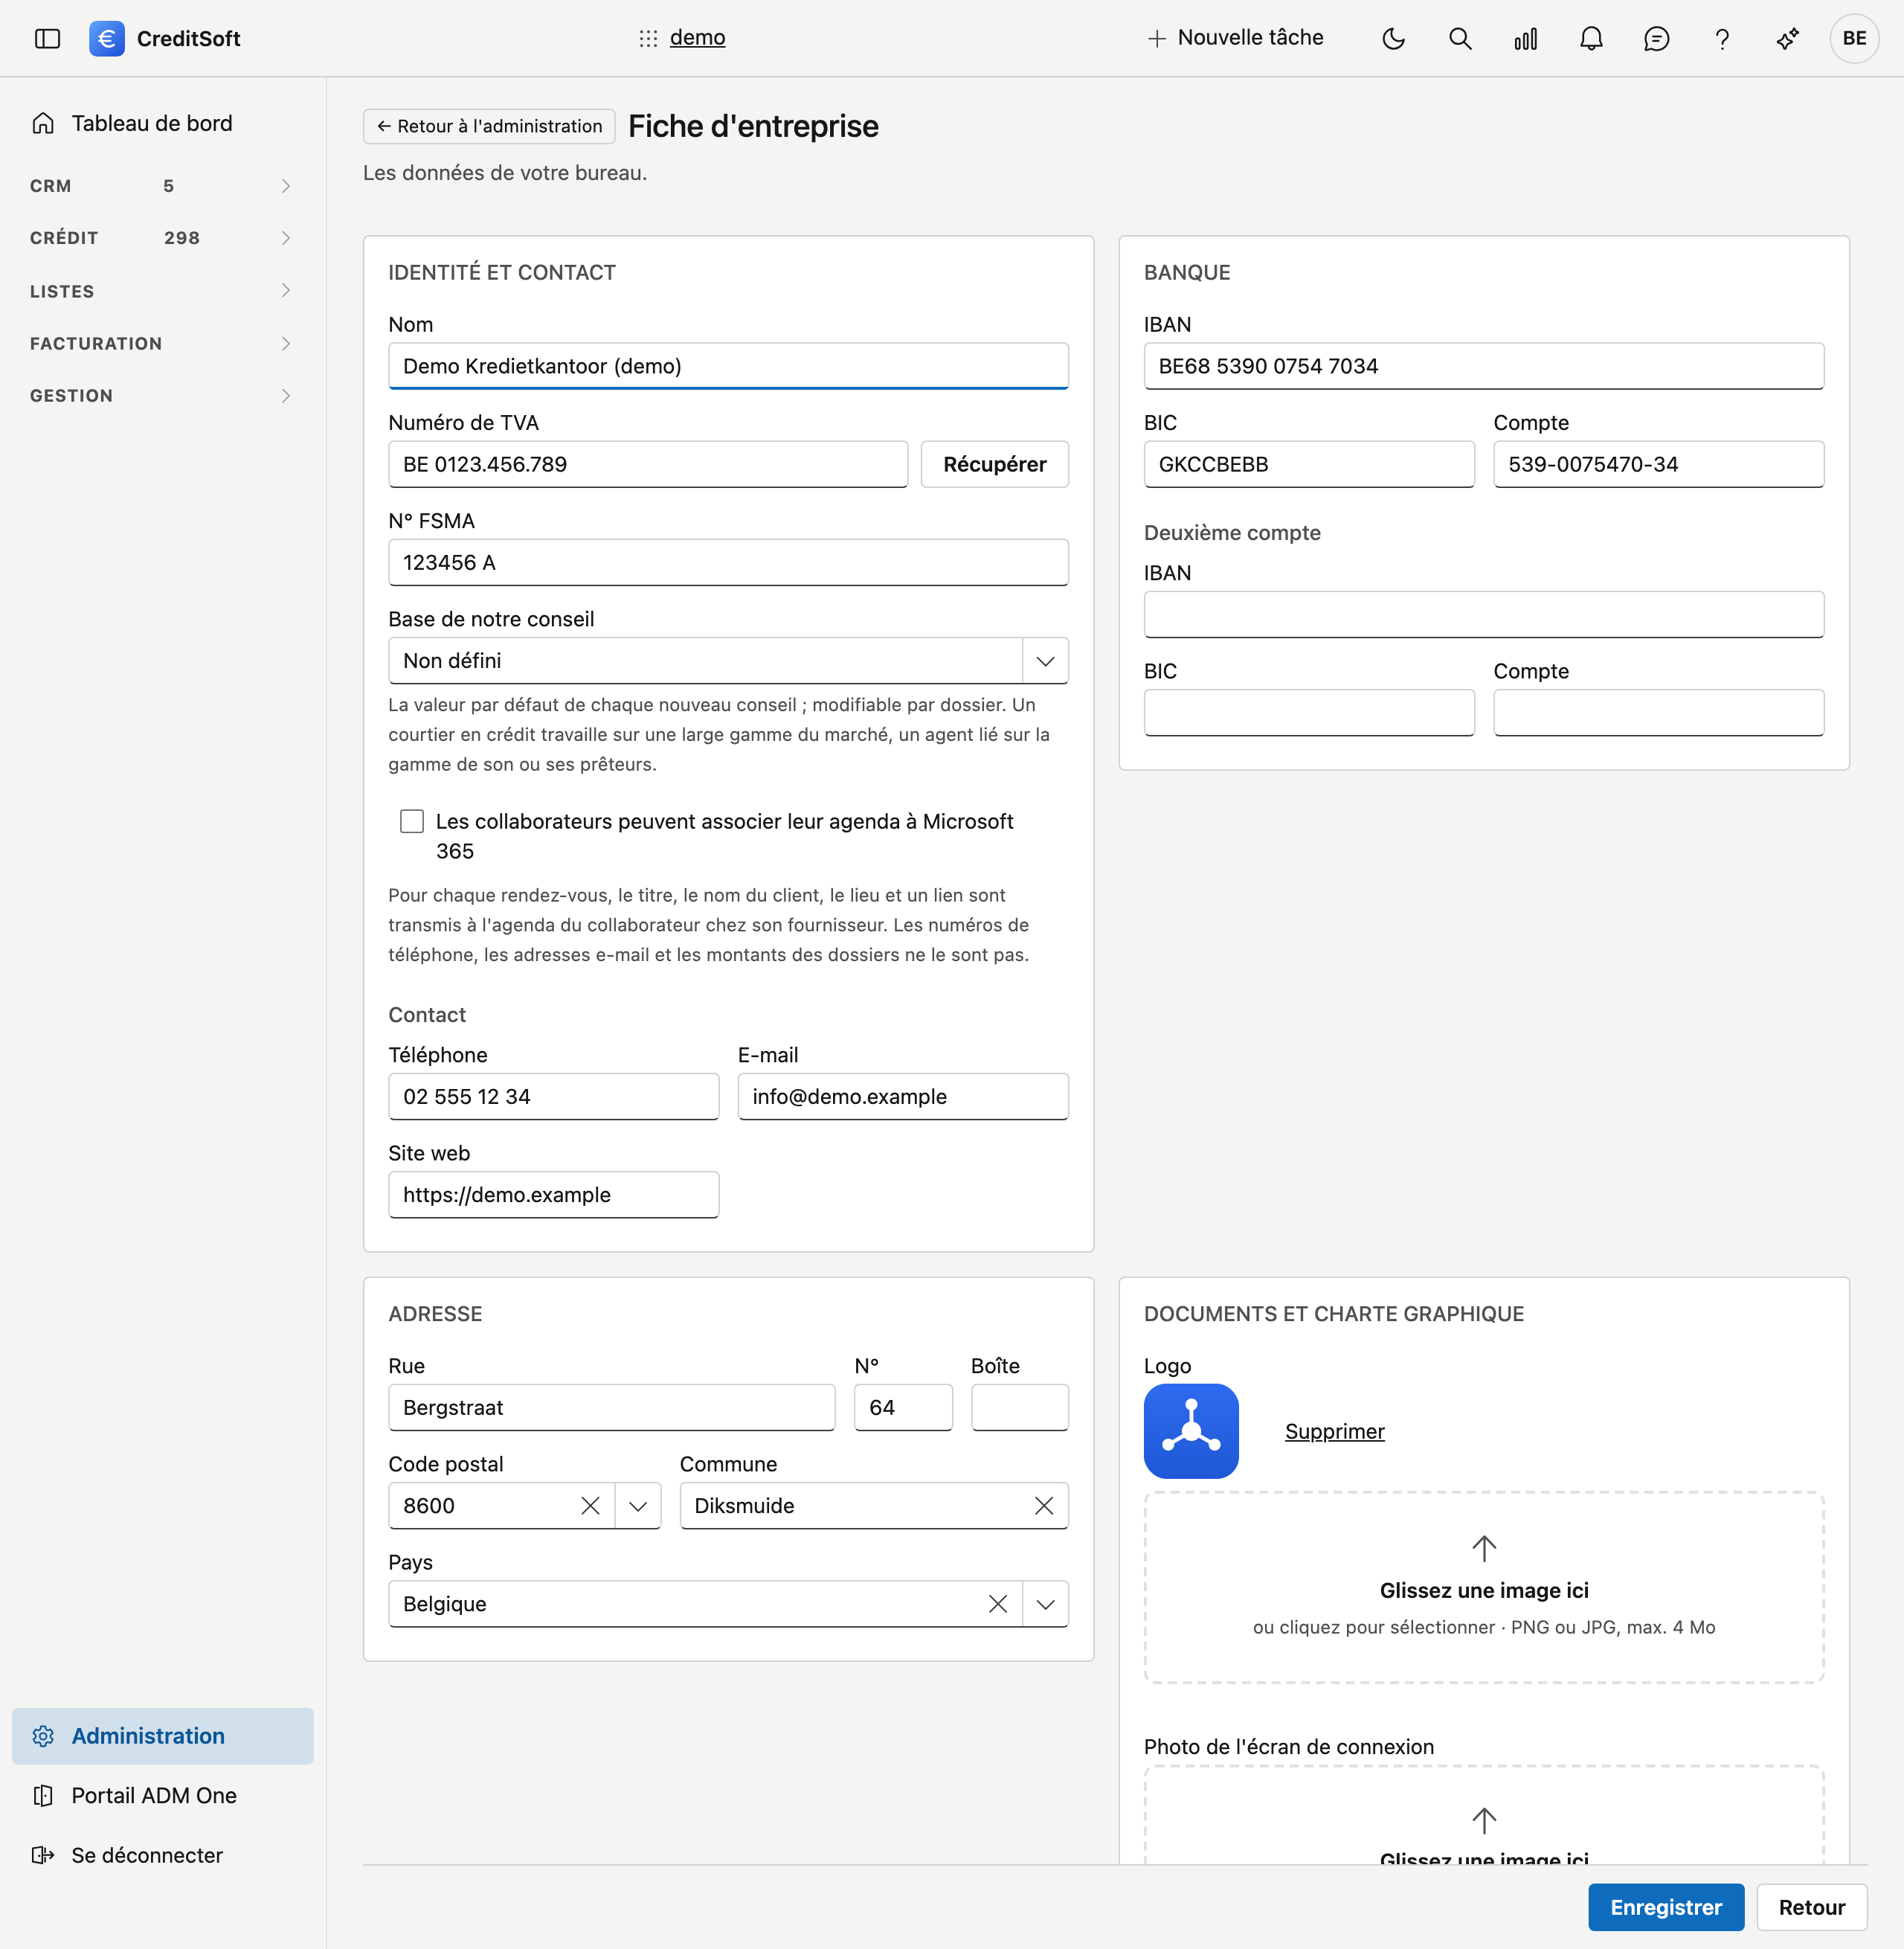 CreditSoft
demo
Nouvelle tâche
BE
Tableau de bord
CRM 5
CRÉDIT 298
LISTES
FACTURATION
GESTION
Administration
Portail ADM One
Se déconnecter
← Retour à l'administration
Fiche d'entreprise
Les données de votre bureau.
IDENTITÉ ET CONTACT
Nom
Demo Kredietkantoor (demo)
Numéro de TVA
BE 0123.456.789
Récupérer
N° FSMA
123456 A
Base de notre conseil
Non défini
La valeur par défaut de chaque nouveau conseil ; modifiable par dossier. Un
courtier en crédit travaille sur une large gamme du marché, un agent lié sur la
gamme de son ou ses prêteurs.
Les collaborateurs peuvent associer leur agenda à Microsoft
365
Pour chaque rendez-vous, le titre, le nom du client, le lieu et un lien sont
transmis à l'agenda du collaborateur chez son fournisseur. Les numéros de
téléphone, les adresses e-mail et les montants des dossiers ne le sont pas.
Contact
Téléphone
02 555 12 34
E-mail
info@demo.example
Site web
https://demo.example
BANQUE
IBAN
BE68 5390 0754 7034
BIC
GKCCBEBB
Compte
539-0075470-34
Deuxième compte
IBAN
BIC
Compte
ADRESSE
Rue
Bergstraat
N°
64
Boîte
Code postal
8600
Commune
Diksmuide
Pays
Belgique
DOCUMENTS ET CHARTE GRAPHIQUE
Logo
Supprimer
Glissez une image ici
ou cliquez pour sélectionner · PNG ou JPG, max. 4 Mo
Photo de l'écran de connexion
Glissez une image ici
Enregistrer
Retour